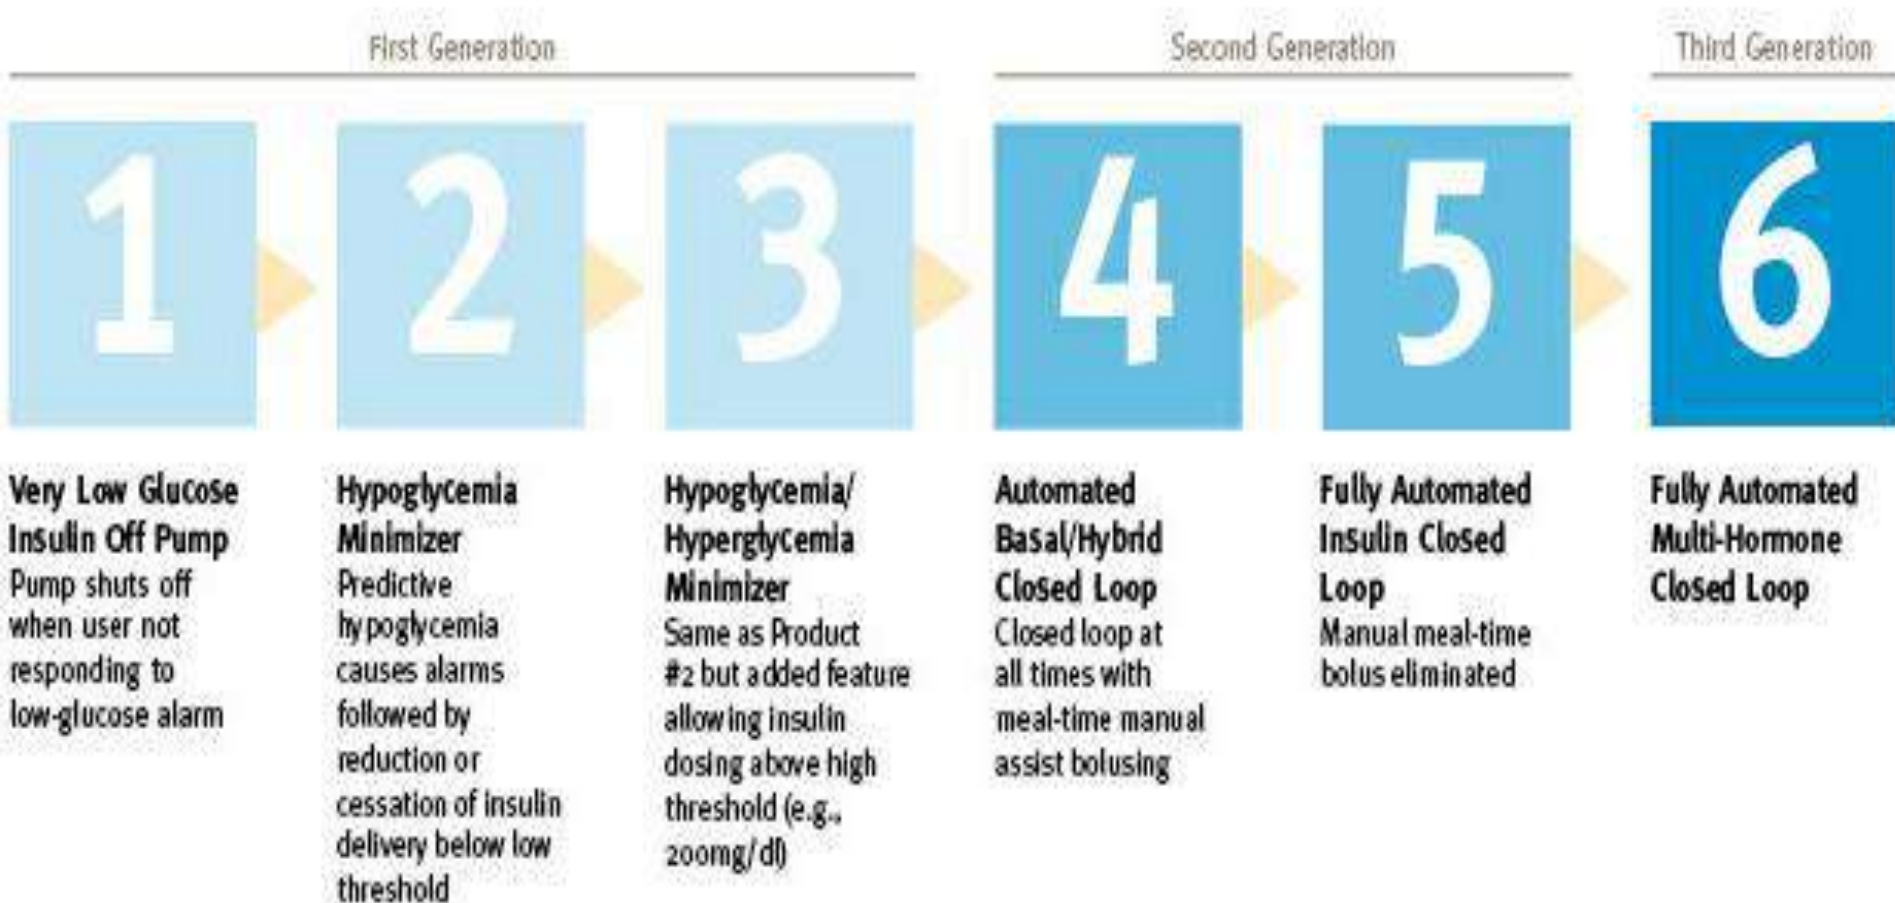 First Generation
Second Generation
Third Generation
1
2
3
4
5
6
Very Low Glucose
Insulin Off Pump
Pump shuts off
when user not
responding to
low-glucose alarm
Hypoglycemia
Minimizer
Predictive
hypoglycemia
causes alarms
followed by
reduction or
cessation of insulin
delivery below low
threshold
Hypoglycemia/
Hyperglycemia
Minimizer
Same as Product
#2 but added feature
allowing insulin
dosing above high
threshold (e.g.,
200mg/dl)
Automated
Basal/Hybrid
Closed Loop
Closed loop at
all times with
meal-time manual
assist bolusing
Fully Automated
Insulin Closed
Loop
Manual meal-time
bolus eliminated
Fully Automated
Multi-Hormone
Closed Loop